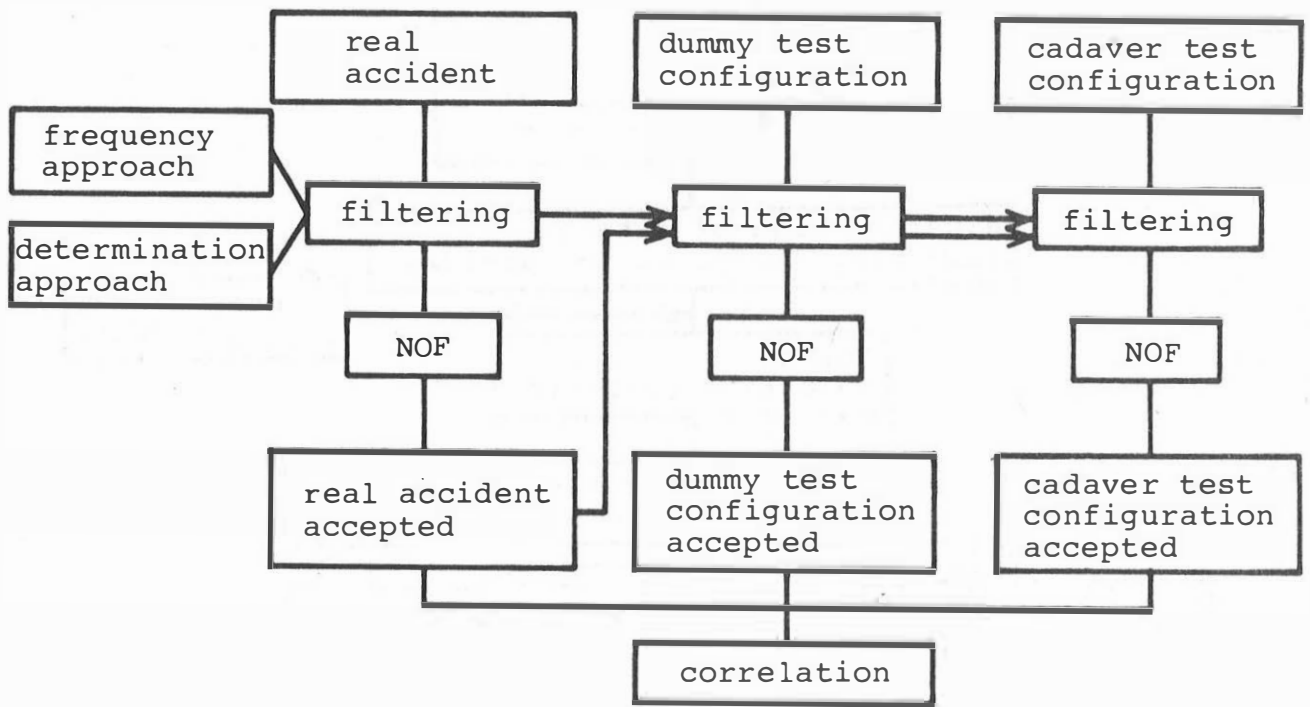 real
accident
dummy test
configuration
cadaver test
configuration
frequency
approach
determination
approach
filtering
filtering
filtering
NOF
NOF
NOF
real accident
accepted
dummy test
configuration
accepted
cadaver test
configuration
accepted
correlation